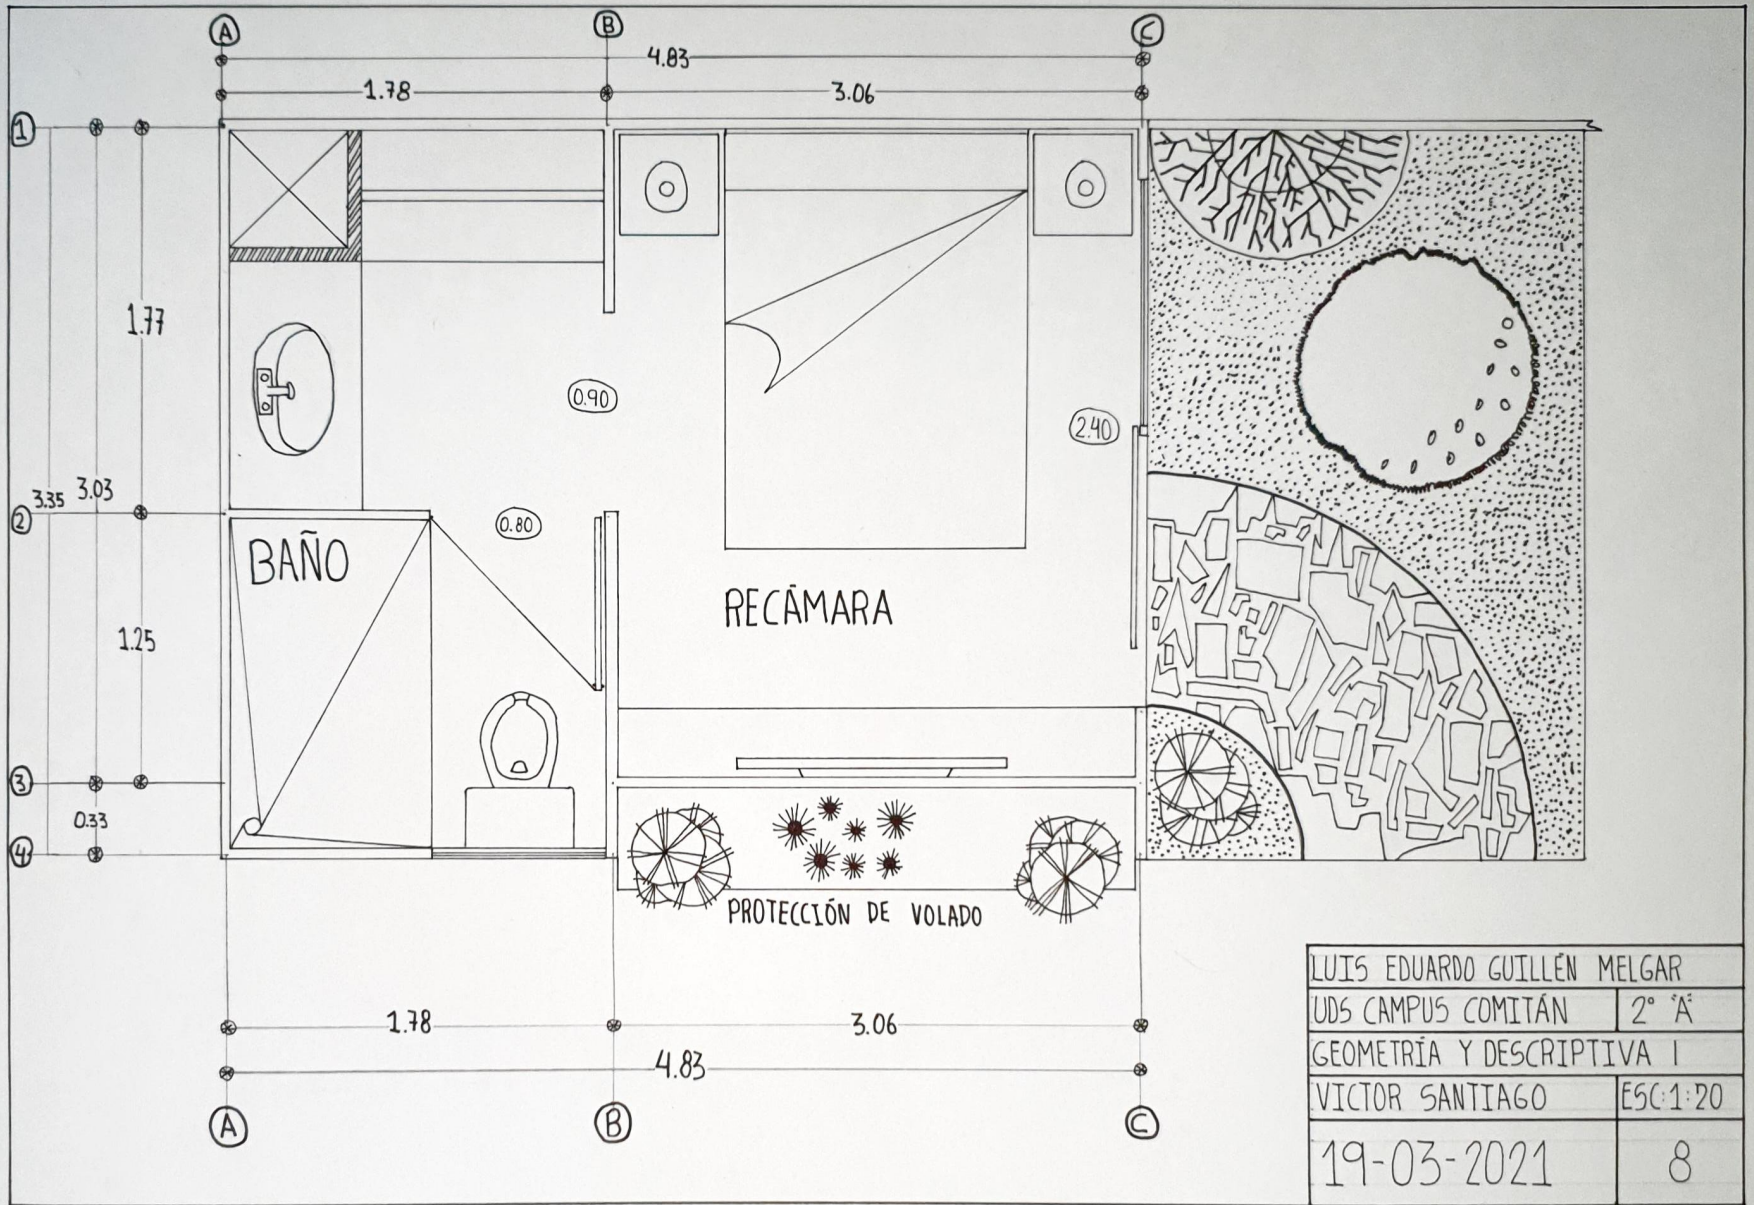 A B C
4.83
1.78 3.06
1
1.77
0.90
2.40
3.35 3.03
2
0.80
BAÑO
RECÁMARA
1.25
3
0.33
4
PROTECCIÓN DE VOLADO
1.78 3.06
4.83
A B C
LUIS EDUARDO GUILLÉN MELGAR
UDS CAMPUS COMITÁN 2° "A"
GEOMETRÍA Y DESCRIPTIVA I
VICTOR SANTIAGO ESC:1:20
19-03-2021 8